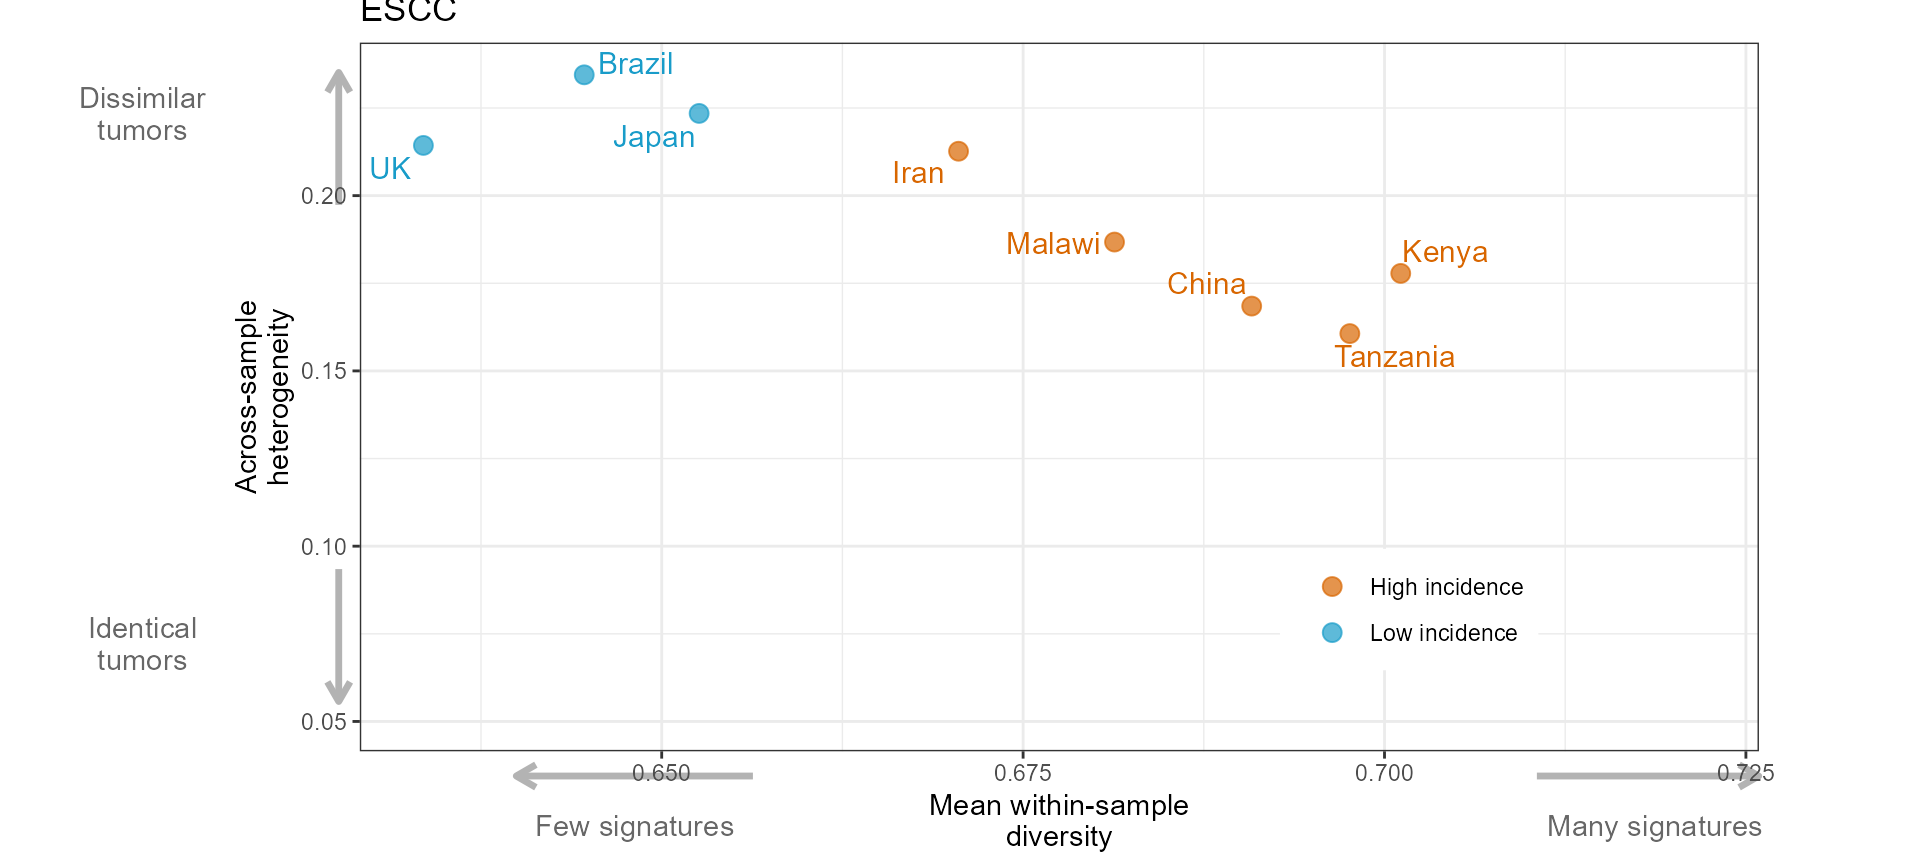 ESCC
Dissimilar
tumors
Brazil
Japan
UK
Iran
0.20
Malawi
Kenya
China
Tanzania
Across-sample
heterogeneity
0.15
0.10
High incidence
Low incidence
Identical
tumors
0.05
0.650
0.675
0.700
0.725
Mean within-sample
diversity
Few signatures
Many signatures